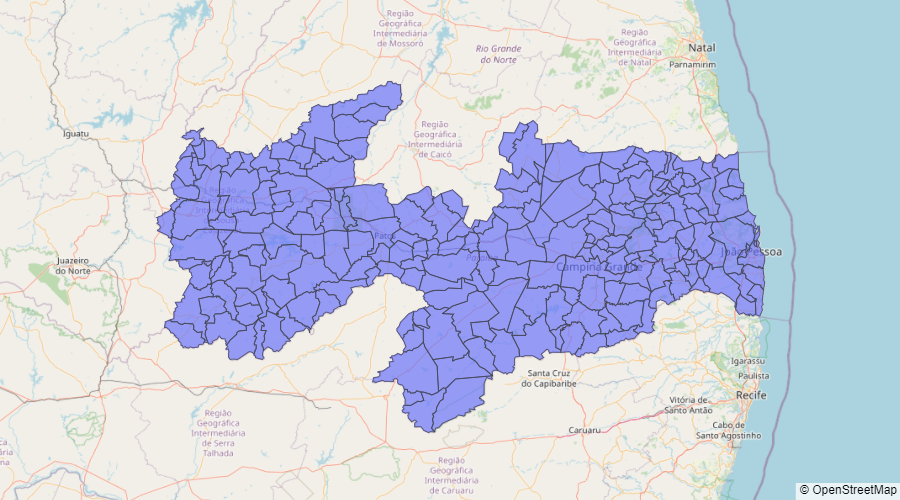 Região
Geográfica
Intermediária
de Mossoró
Rio Grande
do Norte
Região
Geográfica
Intermediária
de Natal
Natal
Parnamirim
Iguatu
Região
Geográfica
Intermediária
de Caicó
Região
Patos
Paraíba
João Pessoa
Campina Grande
Juazeiro
do Norte
Igarassu
Paulista
Santa Cruz
do Capibaribe
Recife
Vitória de
Santo Antão
Caruaru
Cabo de
Santo Agostinho
Região
Geográfica
Intermediária
de Serra
Talhada
Região
Geográfica
Intermediária
de Caruaru
© OpenStreetMap